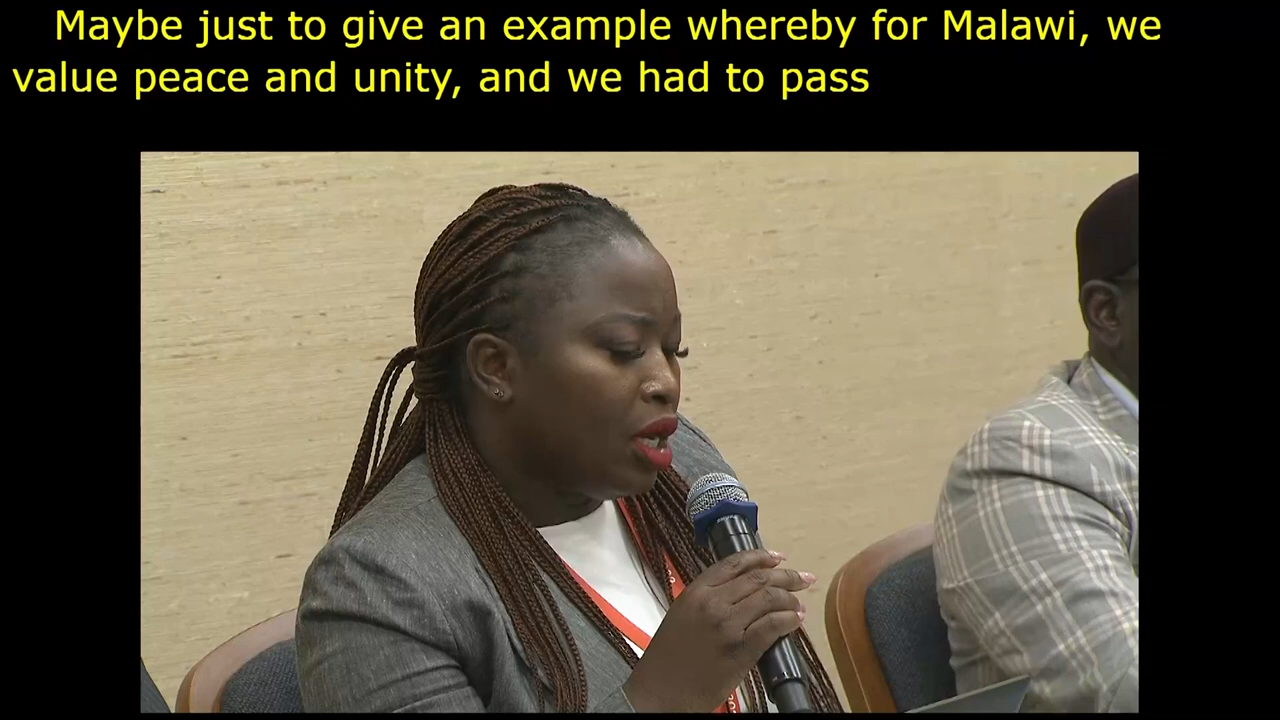 Maybe just to give an example whereby for Malawi, we
value peace and unity, and we had to pass